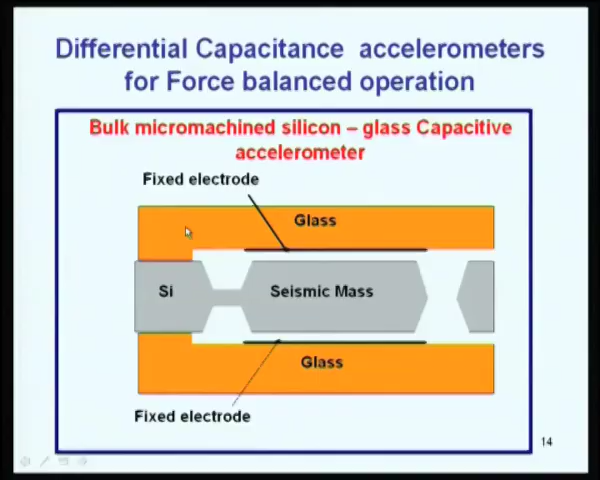 Differential Capacitance accelerometers
for Force balanced operation
Bulk micromachined silicon – glass Capacitive
accelerometer
Fixed electrode
Glass
Si
Seismic Mass
Glass
Fixed electrode
14